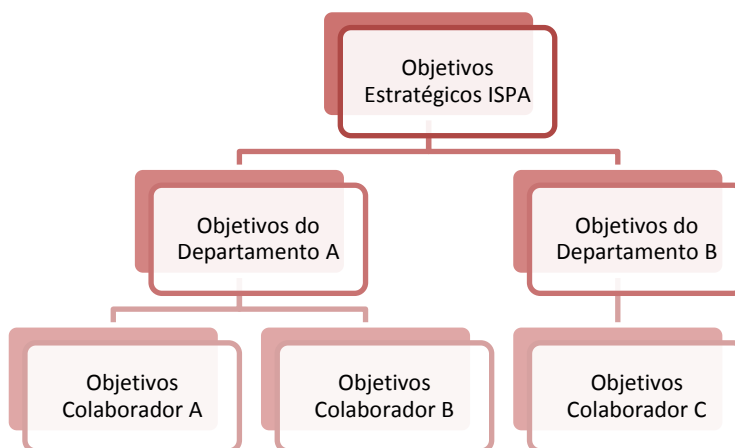 Objetivos
Estratégicos ISPA
Objetivos do
Departamento A
Objetivos do
Departamento B
Objetivos
Colaborador A
Objetivos
Colaborador B
Objetivos
Colaborador C